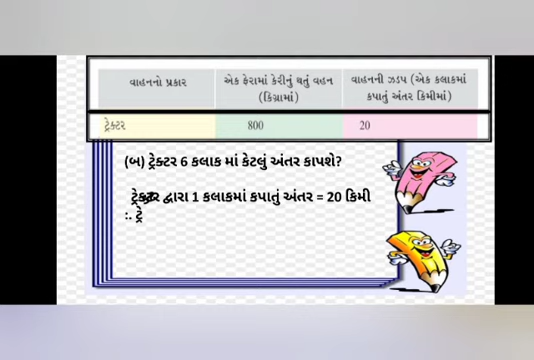 વાહનનો પ્રકાર
એક ફેરામાં કેરીનું થતું વહન (કિગ્રામાં)
વાહનની ઝડપ (એક કલાકમાં કપાતું અંતર કિમીમાં)
ટ્રેક્ટર 800 20
(બ) ટ્રેક્ટર 6 કલાક માં કેટલું અંતર કાપશે?
ટ્રેક્ટર દ્વારા 1 કલાકમાં કપાતું અંતર = 20 કિમી
∴ ટ્રે